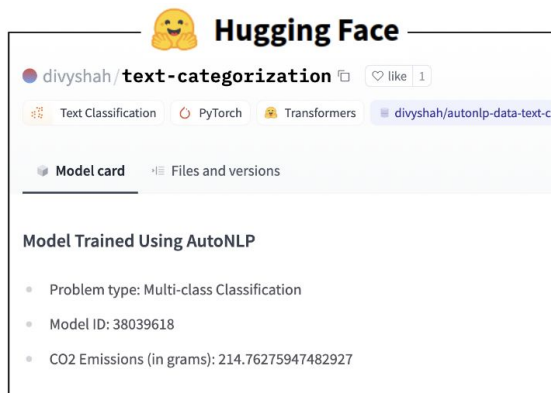 Hugging Face
divyshah/text-categorization like 1
Text Classification PyTorch Transformers divyshah/autonlp-data-text-c
Model card Files and versions
Model Trained Using AutoNLP
Problem type: Multi-class Classification
Model ID: 38039618
CO2 Emissions (in grams): 214.76275947482927